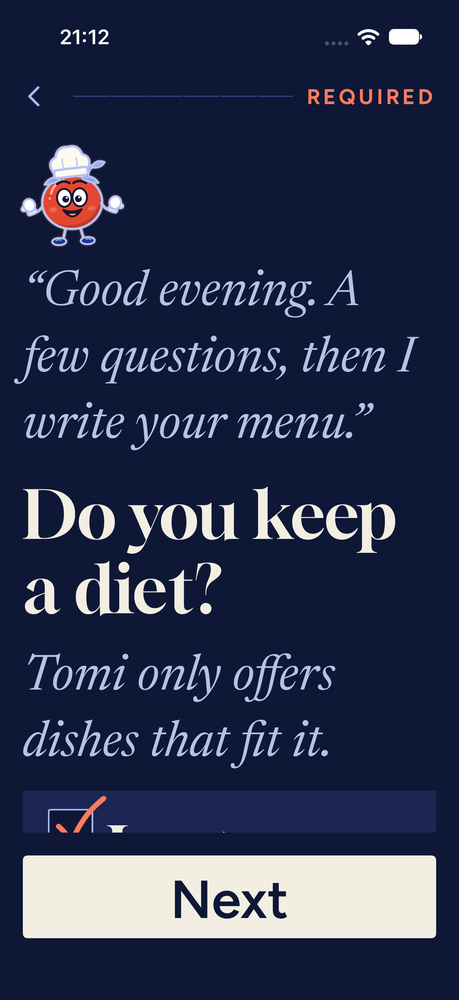 21:12
REQUIRED
“Good evening. A
few questions, then I
write your menu.”
Do you keep
a diet?
Tomi only offers
dishes that fit it.
Next